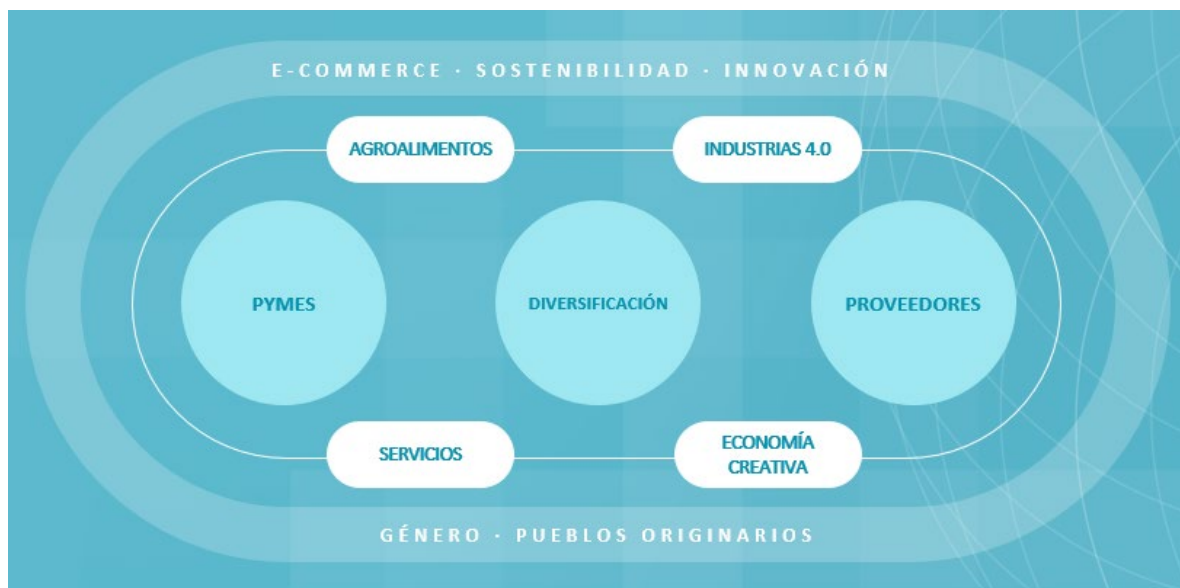 E-COMMERCE · SOSTENIBILIDAD · INNOVACIÓN
AGROALIMENTOS
INDUSTRIAS 4.0
PYMES
DIVERSIFICACIÓN
PROVEEDORES
SERVICIOS
ECONOMÍA
CREATIVA
GÉNERO · PUEBLOS ORIGINARIOS